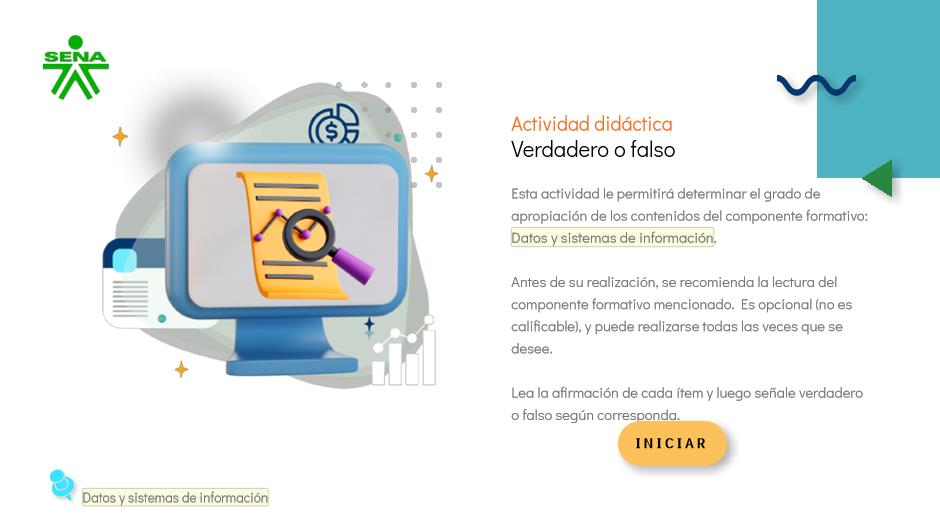 SENA
Actividad didáctica
Verdadero o falso
Esta actividad le permitirá determinar el grado de
apropiación de los contenidos del componente formativo:
Datos y sistemas de información.
Antes de su realización, se recomienda la lectura del
componente formativo mencionado. Es opcional (no es
calificable), y puede realizarse todas las veces que se
desee.
Lea la afirmación de cada ítem y luego señale verdadero
o falso según corresponda.
INICIAR
Datos y sistemas de información